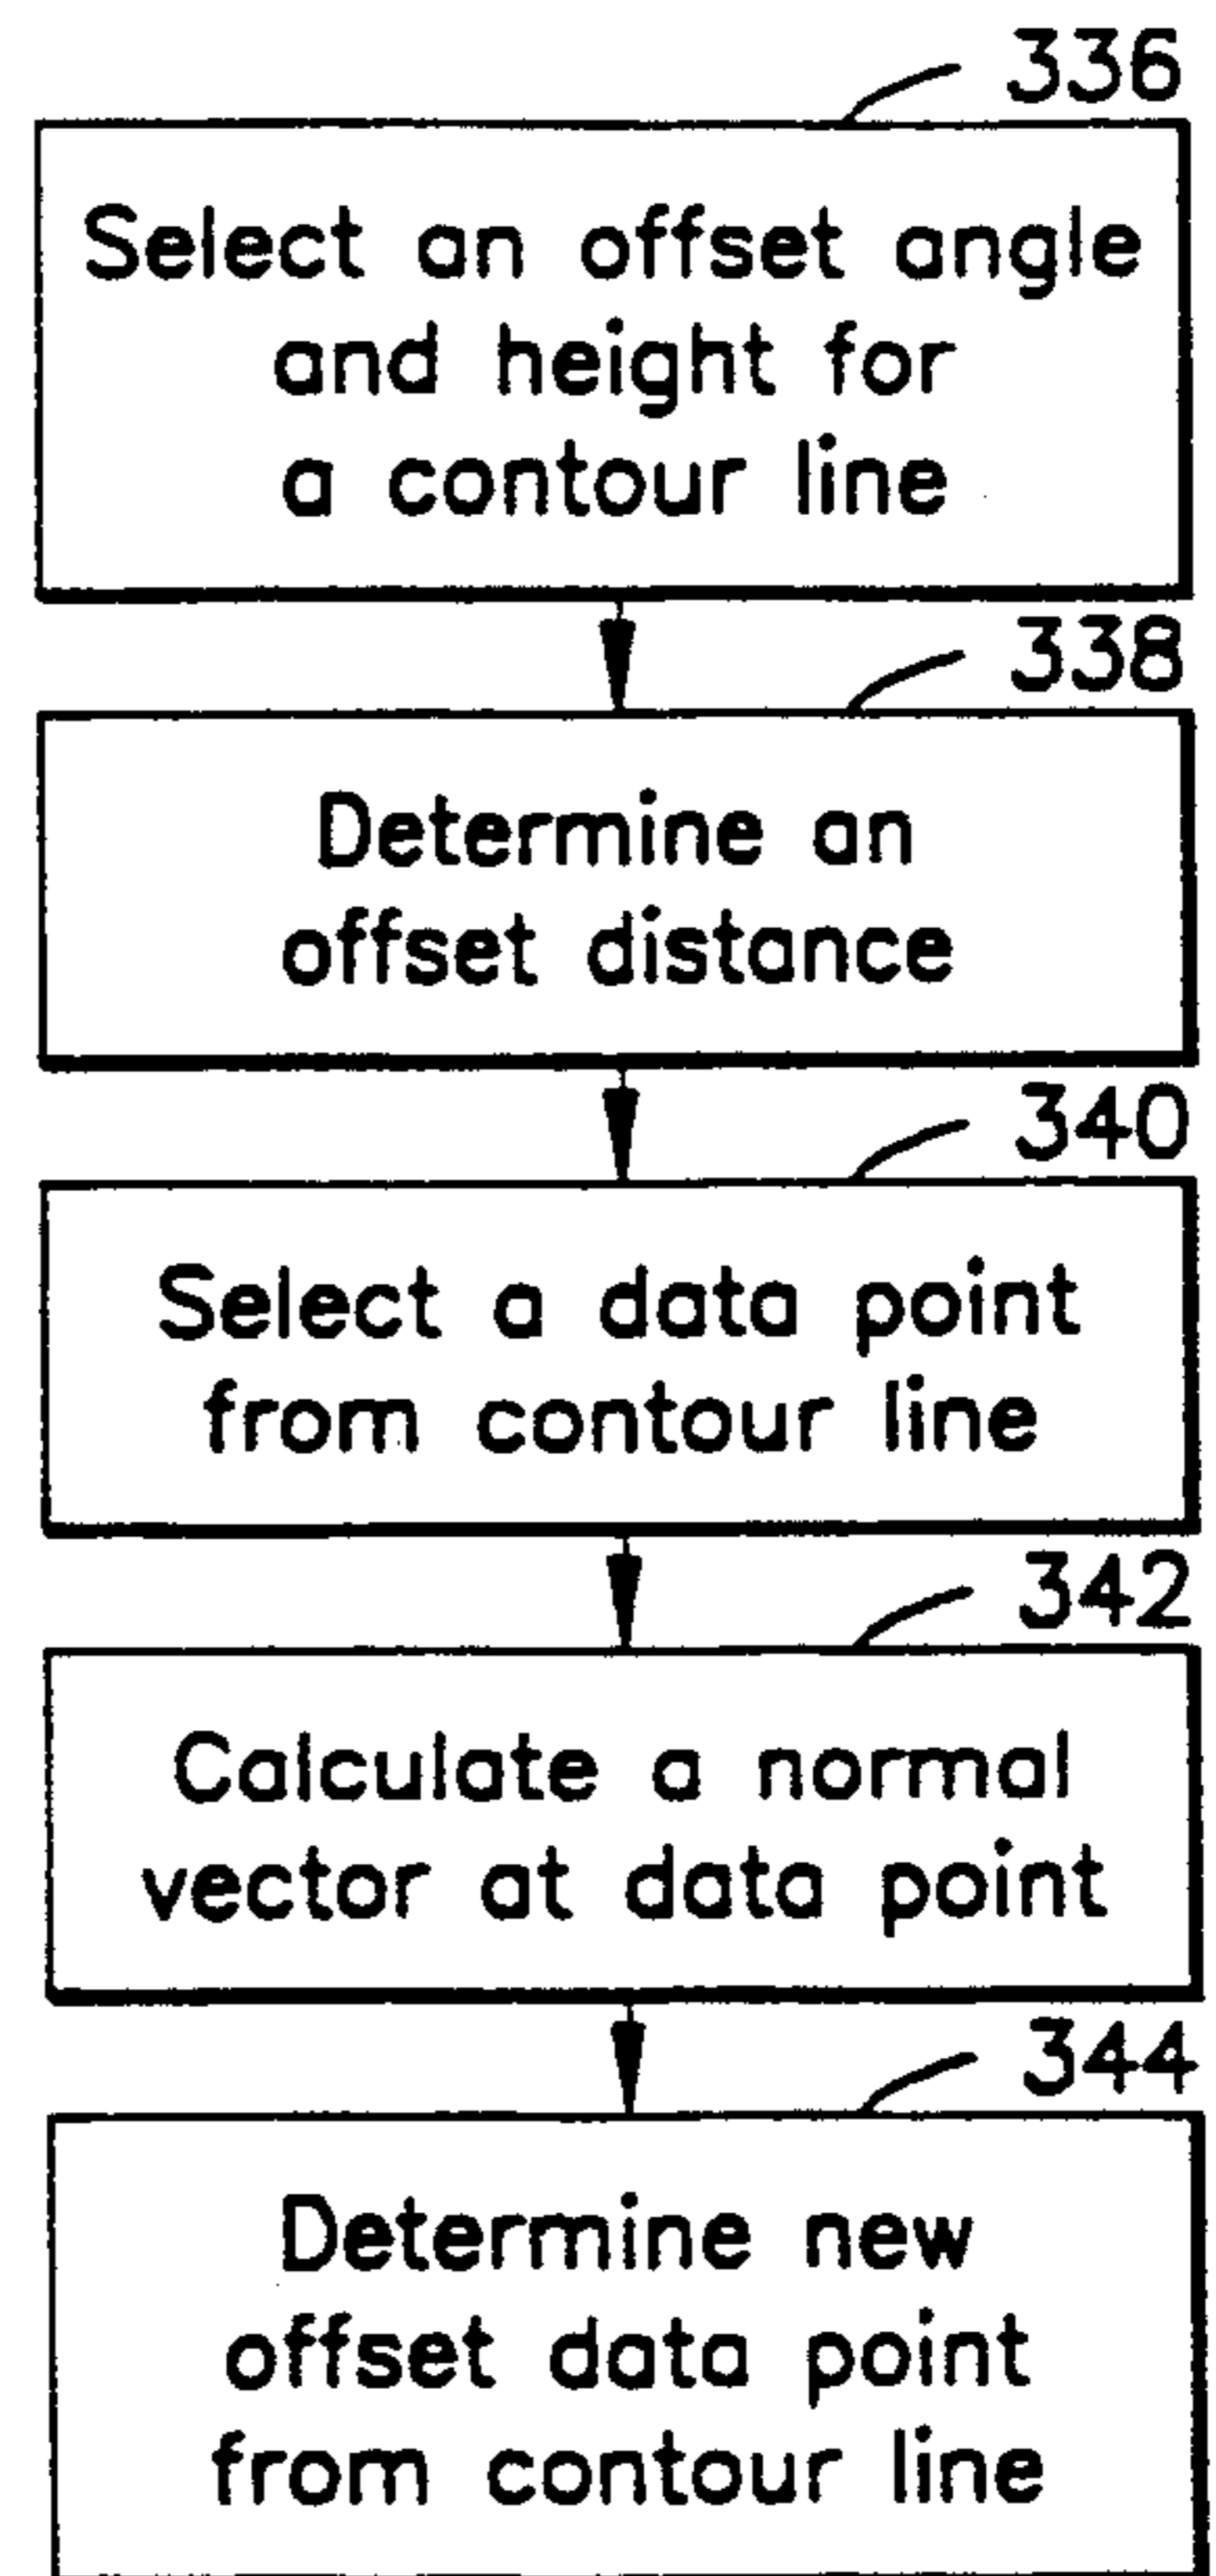 336
Select an offset angle
and height for
a contour line
338
Determine an
offset distance
340
Select a data point
from contour line
342
Calculate a normal
vector at data point
344
Determine new
offset data point
from contour line